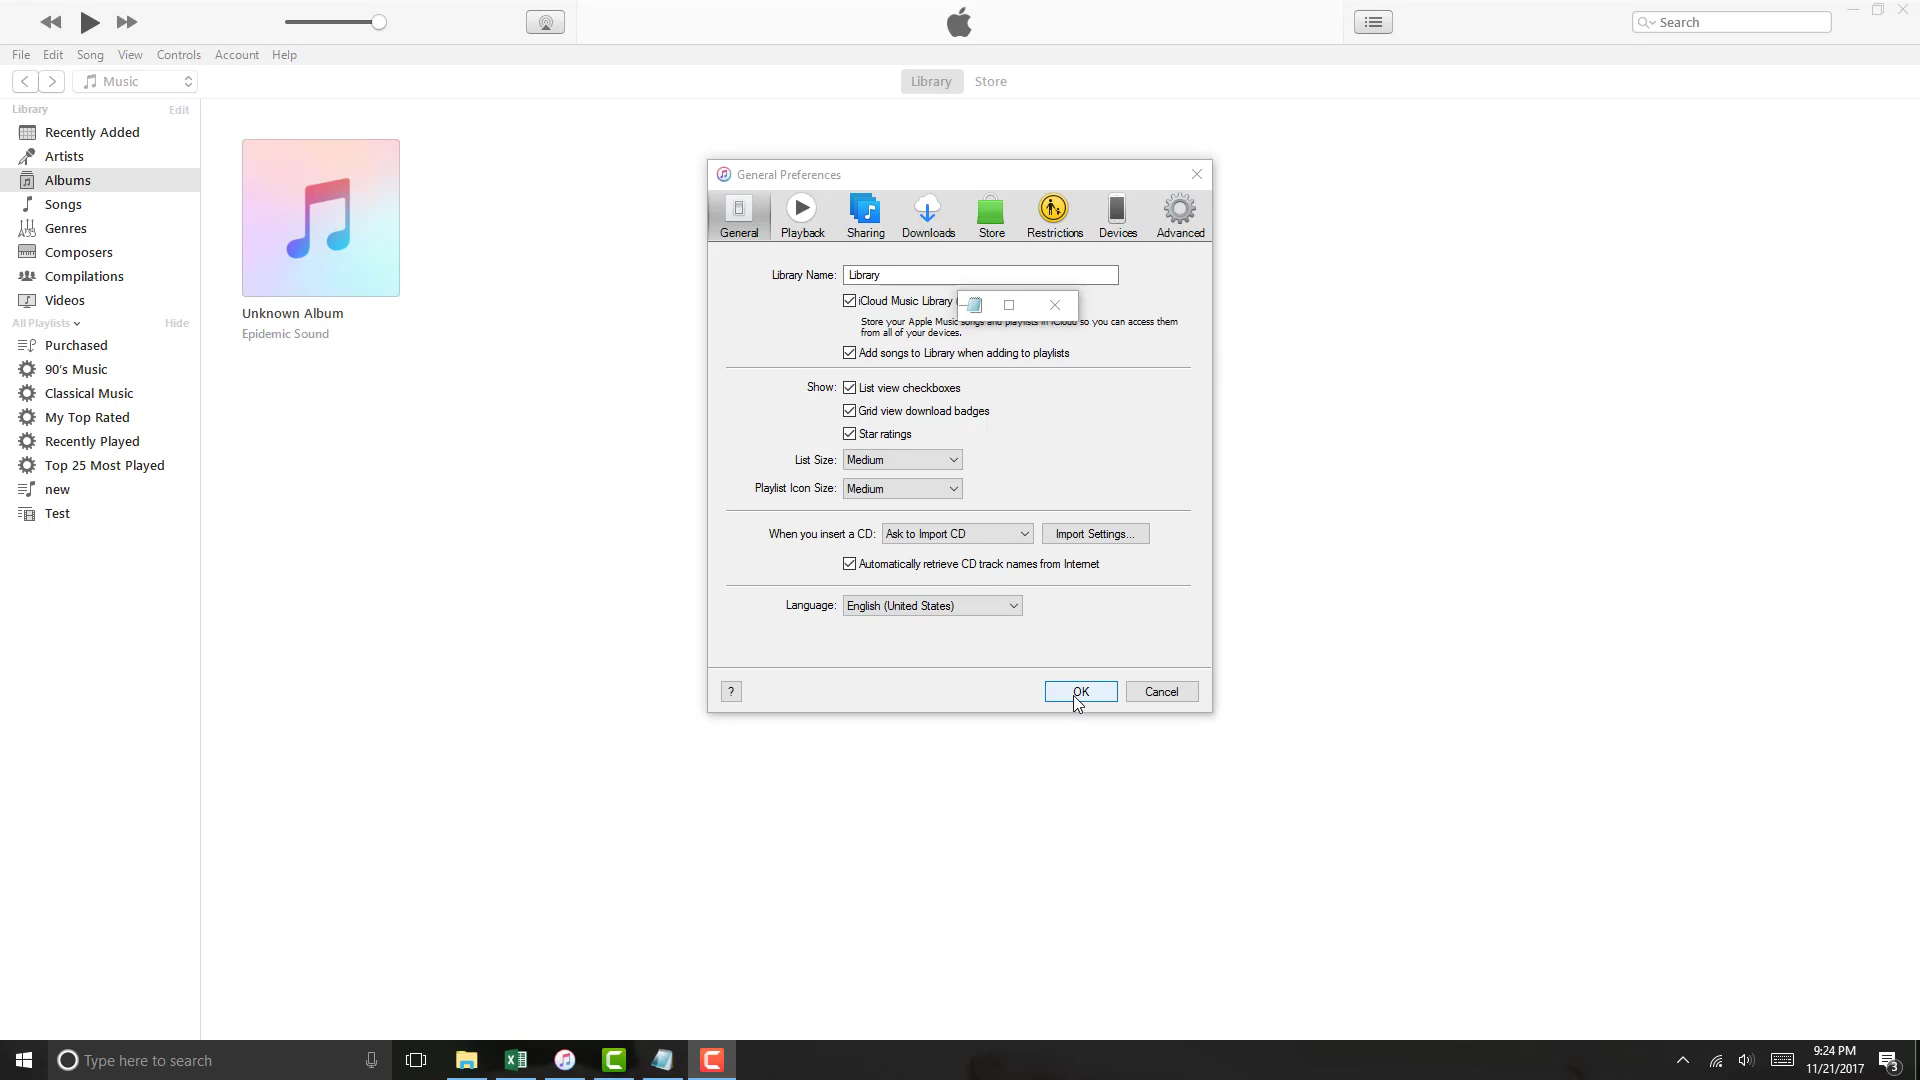 Search
File Edit Song View Controls Account Help
Music
Library Store
Library Edit
Recently Added
Artists
Albums
Songs
Genres
Composers
Compilations
Videos
All Playlists Hide
Purchased
90's Music
Classical Music
My Top Rated
Recently Played
Top 25 Most Played
new
Test
Unknown Album
Epidemic Sound
General Preferences
General Playback Sharing Downloads Store Restrictions Devices Advanced
Library Name: Library
iCloud Music Library (
Store your Apple Music songs and playlists in iCloud so you can access them
from all of your devices.
Add songs to Library when adding to playlists
Show: List view checkboxes
Grid view download badges
Star ratings
List Size: Medium
Playlist Icon Size: Medium
When you insert a CD: Ask to Import CD Import Settings...
Automatically retrieve CD track names from Internet
Language: English (United States)
? OK Cancel
Type here to search
9:24 PM
11/21/2017
3